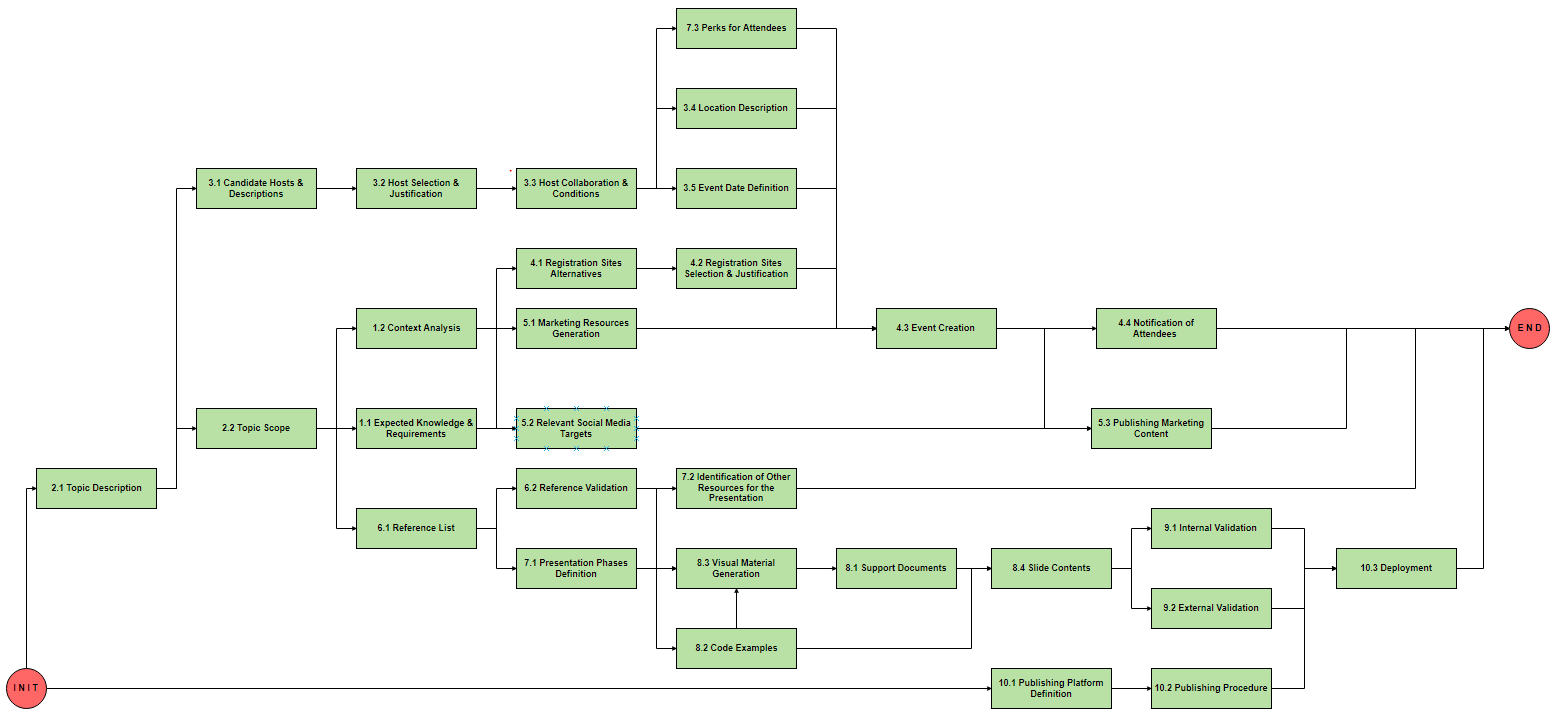 7.3 Perks for Attendees
3.4 Location Description
3.1 Candidate Hosts &
Descriptions
3.2 Host Selection &
Justification
3.3 Host Collaboration &
Conditions
3.5 Event Date Definition
4.1 Registration Sites
Alternatives
4.2 Registration Sites
Selection & Justification
1.2 Context Analysis
5.1 Marketing Resources
Generation
4.3 Event Creation
4.4 Notification of
Attendees
E N D
2.2 Topic Scope
1.1 Expected Knowledge &
Requirements
5.2 Relevant Social Media
Targets
5.3 Publishing Marketing
Content
2.1 Topic Description
6.2 Reference Validation
7.2 Identification of Other
Resources for the
Presentation
6.1 Reference List
9.1 Internal Validation
7.1 Presentation Phases
Definition
8.3 Visual Material
Generation
8.1 Support Documents
8.4 Slide Contents
10.3 Deployment
9.2 External Validation
8.2 Code Examples
I N I T
10.1 Publishing Platform
Definition
10.2 Publishing Procedure